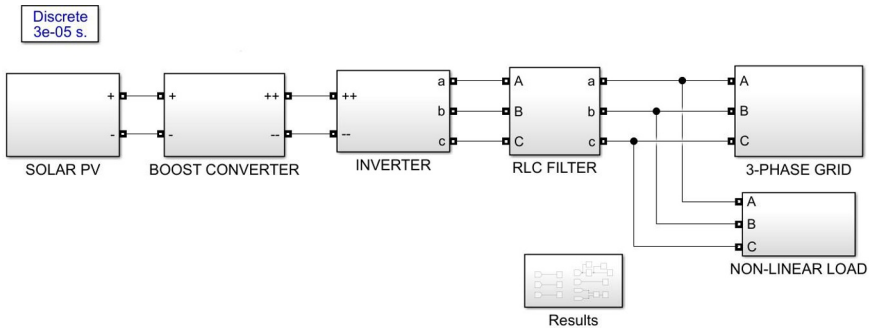 Discrete
3e-05 s.
+
-
SOLAR PV
+
-
++
--
BOOST CONVERTER
++
--
a
b
c
INVERTER
A
B
C
a
b
c
RLC FILTER
A
B
C
3-PHASE GRID
A
B
C
NON-LINEAR LOAD
Results